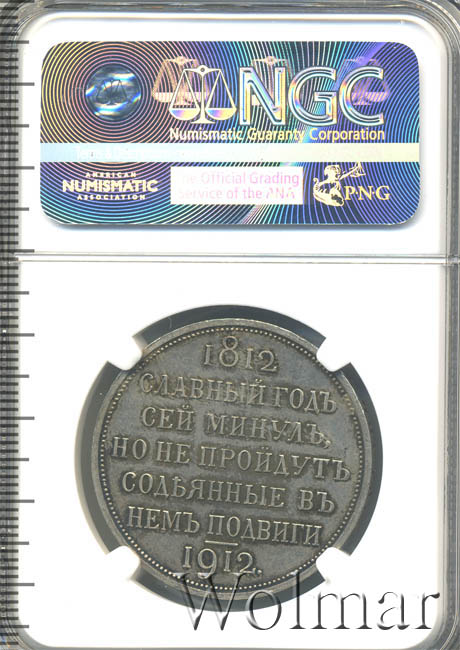 NGC
Numismatic Guaranty Corporation
AMERICAN
NUMISMATIC
ASSOCIATION
The Official Grading
Service of the ANA
PNG
1812
СЛАВНЫЙ ГОДЪ
СЕЙ МИНУЛЪ,
НО НЕ ПРОЙДУТЪ
СОДѢЯННЫЕ ВЪ
НЕМЪ ПОДВИГИ
1912.
Wolmar